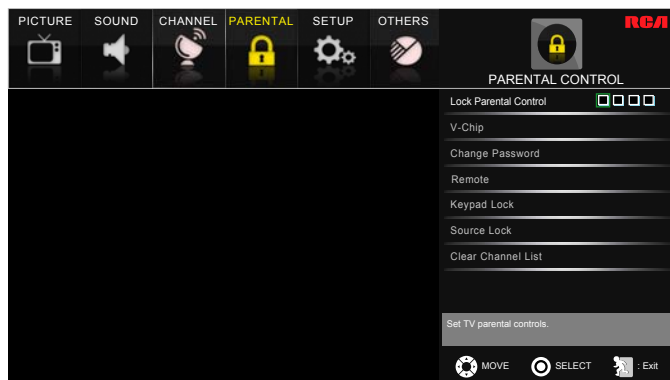 PICTURE SOUND CHANNEL PARENTAL SETUP OTHERS
RCA
PARENTAL CONTROL
Lock Parental Control
V-Chip
Change Password
Remote
Keypad Lock
Source Lock
Clear Channel List
Set TV parental controls.
MOVE SELECT : Exit